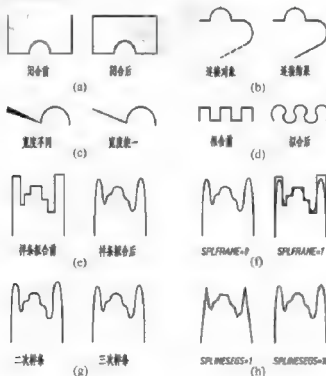 闭合前 闭合后 连接对象 连接结果
(a) (b)
宽度不同 宽度统一 拟合前 拟合后
(c) (d)
样条拟合前 样条拟合后 SPLFRAME=0 SPLFRAME=1
(e) (f)
二次样条 三次样条 SPLINESEGS=1 SPLINESEGS=8
(g) (h)